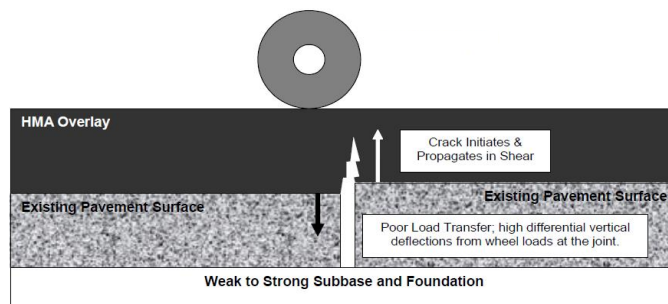 HMA Overlay
Crack Initiates &
Propagates in Shear
Existing Pavement Surface
Existing Pavement Surface
Poor Load Transfer; high differential vertical
deflections from wheel loads at the joint.
Weak to Strong Subbase and Foundation